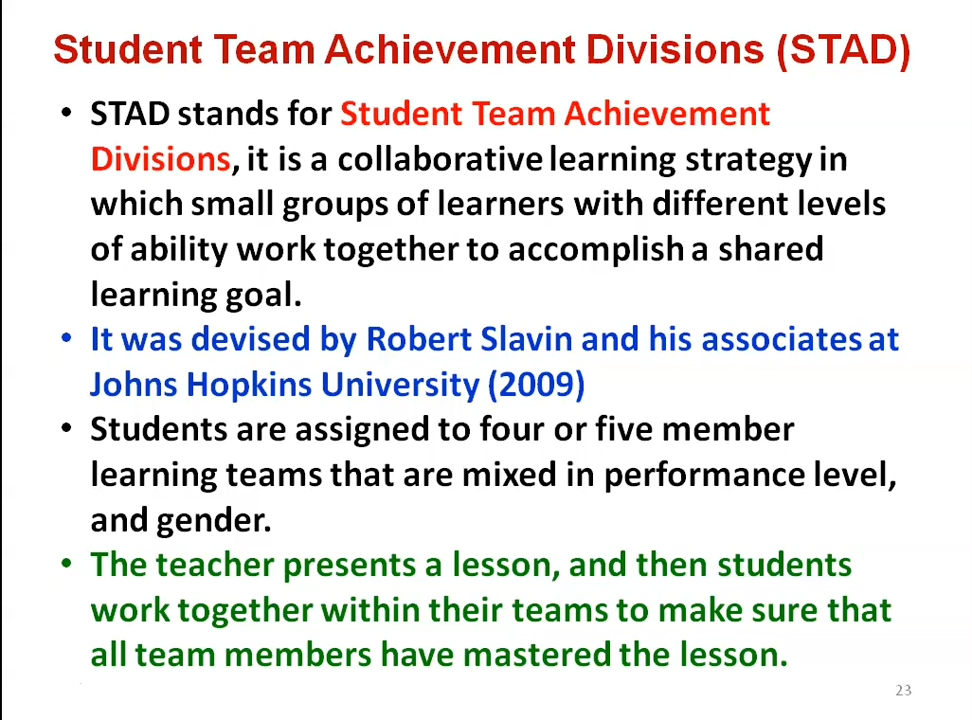 Student Team Achievement Divisions (STAD)
• STAD stands for Student Team Achievement
Divisions, it is a collaborative learning strategy in
which small groups of learners with different levels
of ability work together to accomplish a shared
learning goal.
• It was devised by Robert Slavin and his associates at
Johns Hopkins University (2009)
• Students are assigned to four or five member
learning teams that are mixed in performance level,
and gender.
• The teacher presents a lesson, and then students
work together within their teams to make sure that
all team members have mastered the lesson.
23